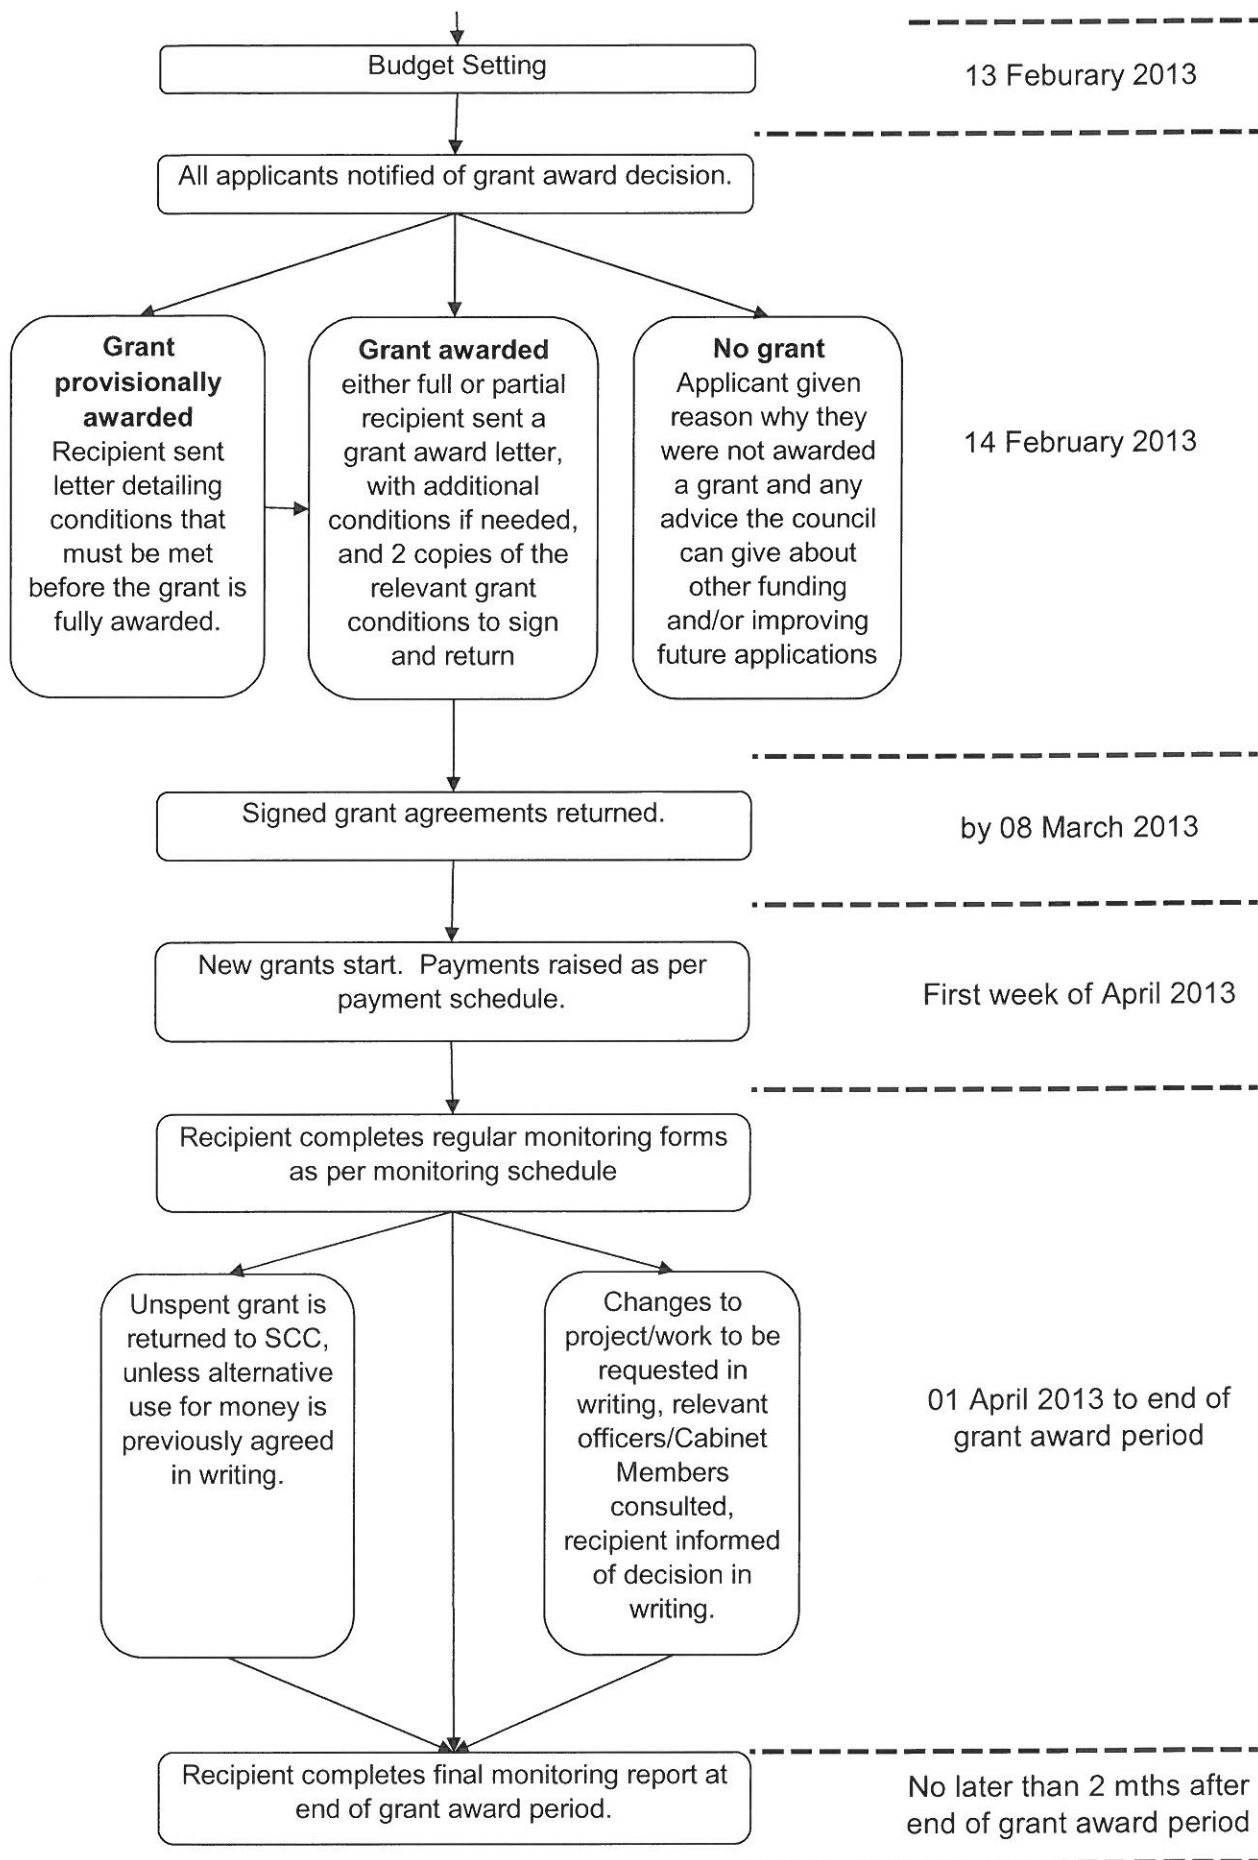 Budget Setting
13 Feburary 2013
All applicants notified of grant award decision.
Grant
provisionally
awarded
Recipient sent
letter detailing
conditions that
must be met
before the grant is
fully awarded.
Grant awarded
either full or partial
recipient sent a
grant award letter,
with additional
conditions if needed,
and 2 copies of the
relevant grant
conditions to sign
and return
No grant
Applicant given
reason why they
were not awarded
a grant and any
advice the council
can give about
other funding
and/or improving
future applications
14 February 2013
Signed grant agreements returned.
by 08 March 2013
New grants start.  Payments raised as per
payment schedule.
First week of April 2013
Recipient completes regular monitoring forms
as per monitoring schedule
Unspent grant is
returned to SCC,
unless alternative
use for money is
previously agreed
in writing.
Changes to
project/work to be
requested in
writing, relevant
officers/Cabinet
Members
consulted,
recipient informed
of decision in
writing.
01 April 2013 to end of
grant award period
Recipient completes final monitoring report at
end of grant award period.
No later than 2 mths after
end of grant award period